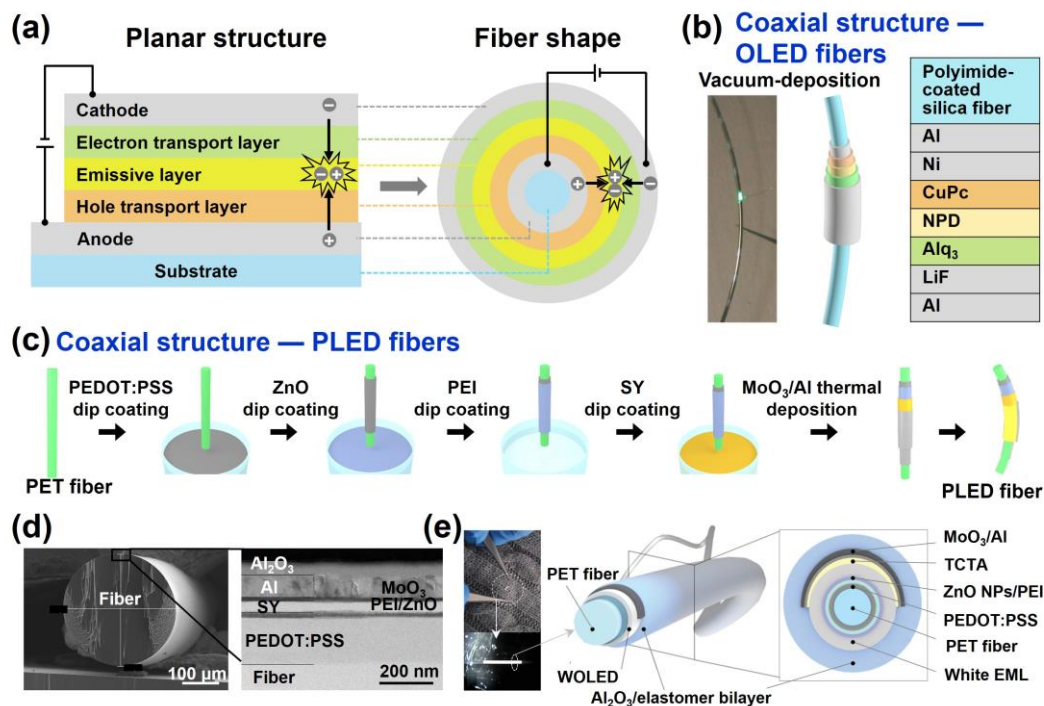 (a)
Planar structure
Fiber shape
Cathode
Electron transport layer
Emissive layer
Hole transport layer
Anode
Substrate
− 
− +
+
+
+
−
−
(b)
Coaxial structure —
OLED fibers
Vacuum-deposition
Polyimide-
coated
silica fiber
Al
Ni
CuPc
NPD
Alq₃
LiF
Al
(c)
Coaxial structure — PLED fibers
PET fiber
PEDOT:PSS
dip coating
ZnO
dip coating
PEI
dip coating
SY
dip coating
MoO₃/Al thermal
deposition
PLED fiber
(d)
Fiber
100 μm
Al₂O₃
Al
MoO₃
SY
PEI/ZnO
PEDOT:PSS
Fiber
200 nm
(e)
PET fiber
WOLED
Al₂O₃/elastomer bilayer
MoO₃/Al
TCTA
ZnO NPs/PEI
PEDOT:PSS
PET fiber
White EML